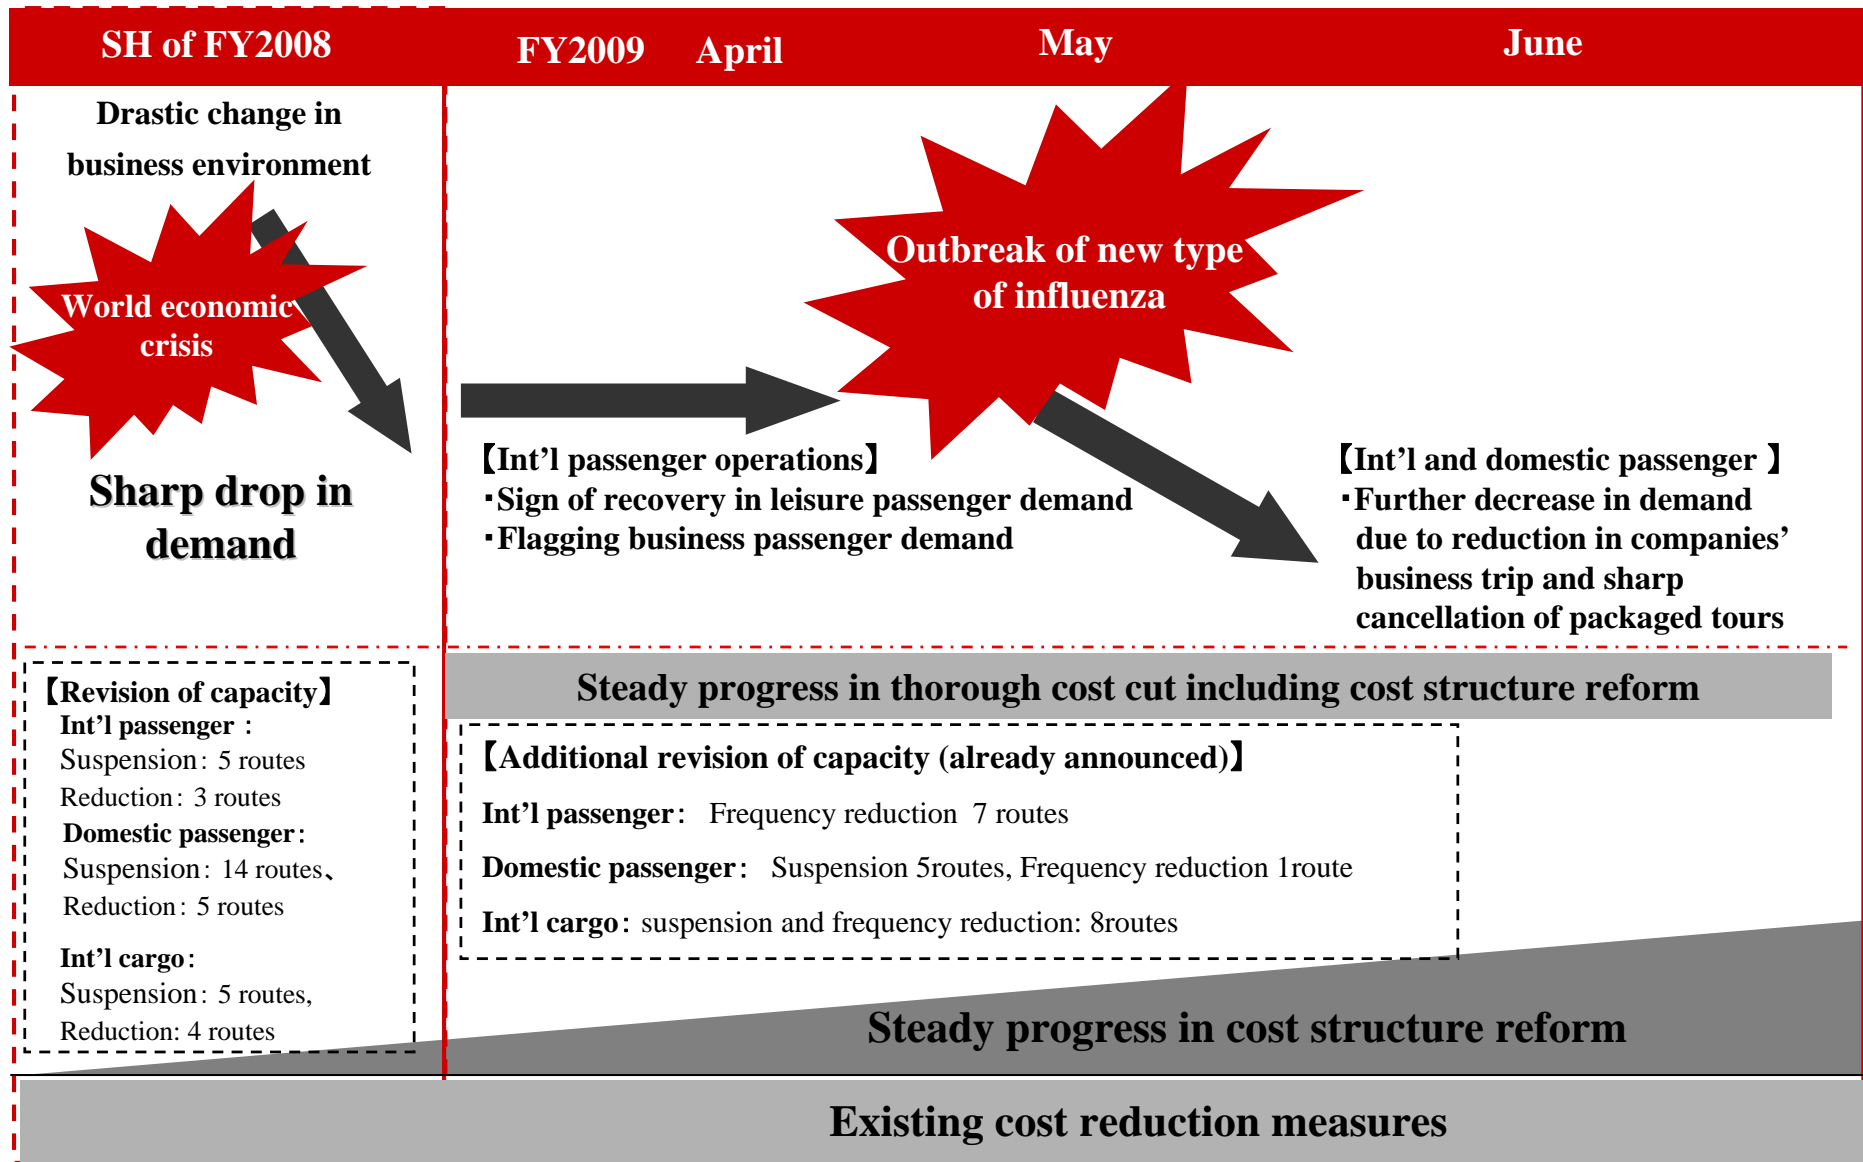 SH of FY2008
FY2009 April
May
June
Drastic change in
business environment
World economic
crisis
Sharp drop in
demand
Outbreak of new type
of influenza
【Int’l passenger operations】
・Sign of recovery in leisure passenger demand
・Flagging business passenger demand
【Int’l and domestic passenger 】
・Further decrease in demand
due to reduction in companies’
business trip and sharp
cancellation of packaged tours
【Revision of capacity】
Int’l passenger :
Suspension: 5 routes
Reduction: 3 routes
Domestic passenger:
Suspension: 14 routes、
Reduction: 5 routes
Int’l cargo:
Suspension: 5 routes,
Reduction: 4 routes
Steady progress in thorough cost cut including cost structure reform
【Additional revision of capacity (already announced)】
Int’l passenger: Frequency reduction 7 routes
Domestic passenger: Suspension 5routes, Frequency reduction 1route
Int’l cargo: suspension and frequency reduction: 8routes
Steady progress in cost structure reform
Existing cost reduction measures